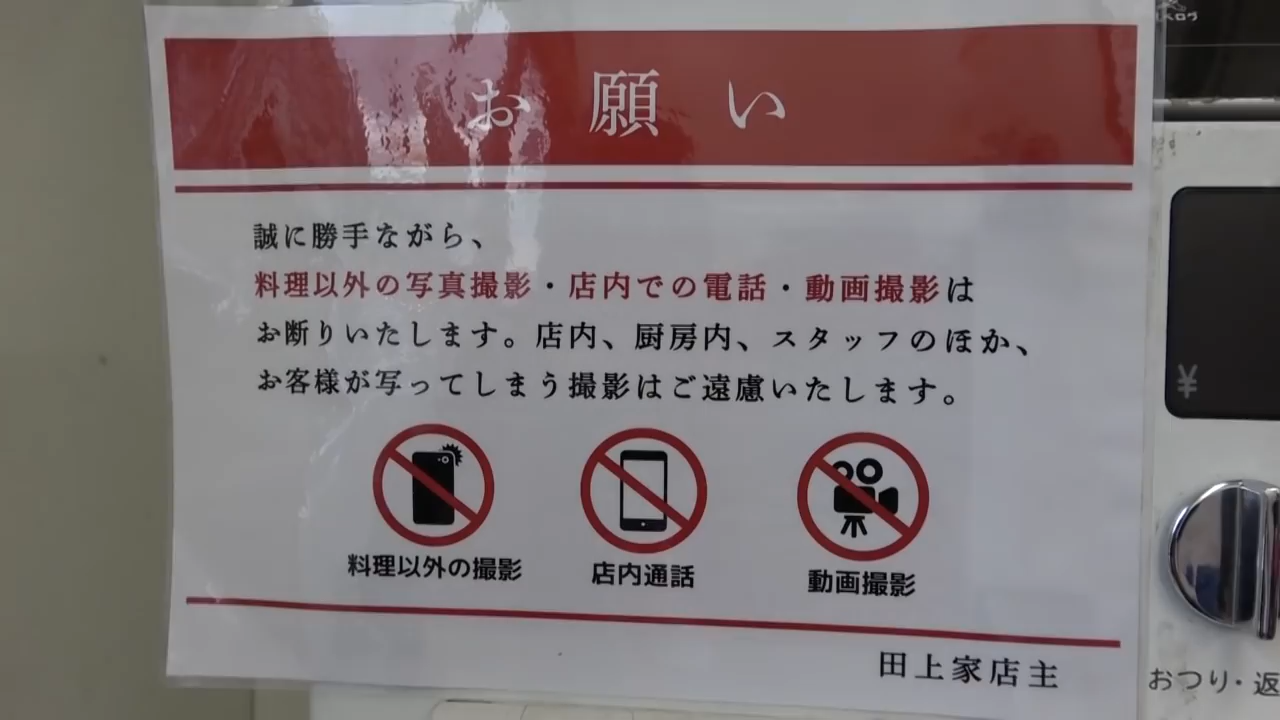 お願い
誠に勝手ながら、
料理以外の写真撮影・店内での電話・動画撮影は
お断りいたします。店内、厨房内、スタッフのほか、
お客様が写ってしまう撮影はご遠慮いたします。
料理以外の撮影
店内通話
動画撮影
田上家店主
¥
おつり・返